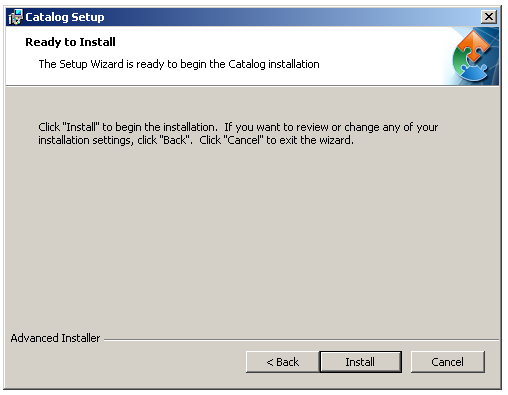 Catalog Setup
Ready to Install
The Setup Wizard is ready to begin the Catalog installation
Click "Install" to begin the installation.  If you want to review or change any of your
installation settings, click "Back".  Click "Cancel" to exit the wizard.
Advanced Installer
< Back
Install
Cancel